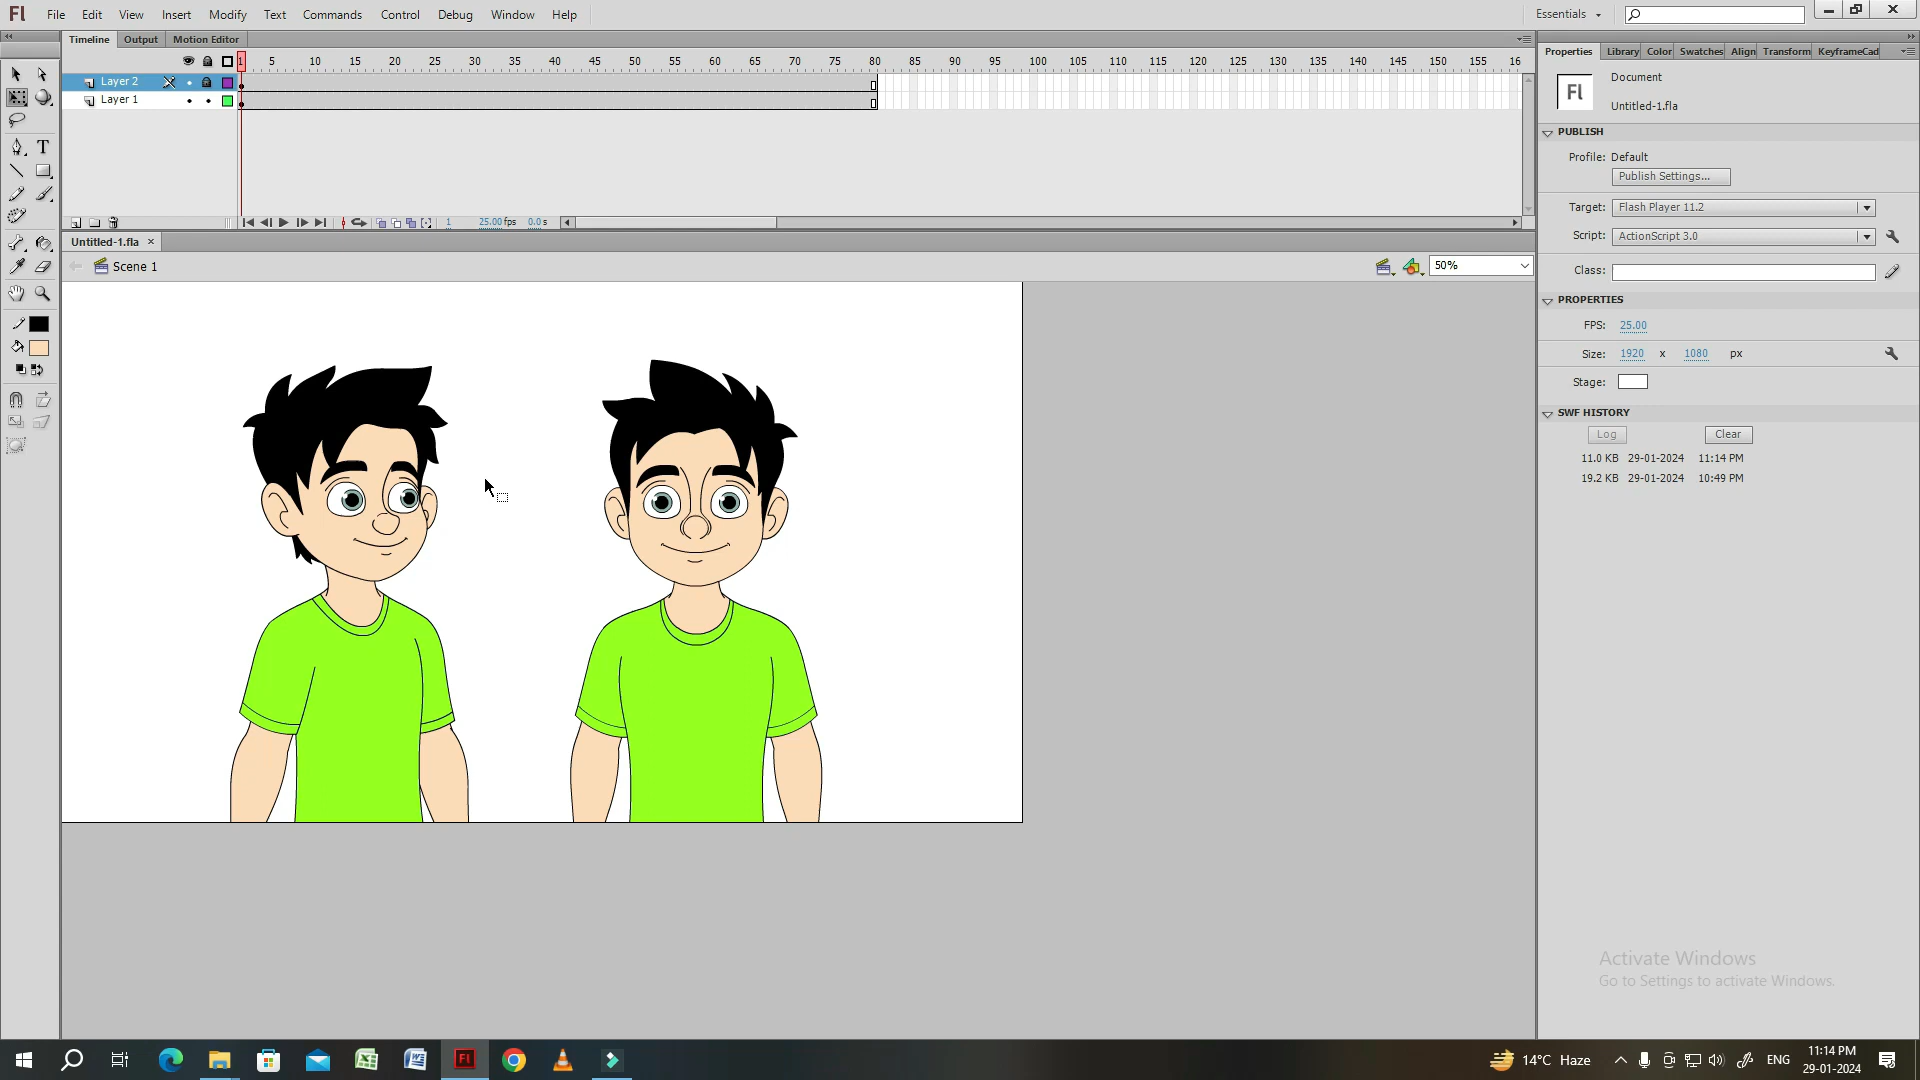 Fl File Edit View Insert Modify Text Commands Control Debug Window Help Essentials
Timeline Output Motion Editor
1 5 10 15 20 25 30 35 40 45 50 55 60 65 70 75 80 85 90 95 100 105 110 115 120 125 130 135 140 145 150 155 16
Layer 2
Layer 1
1 25.00 fps 0.0 s
Untitled-1.fla
Scene 1 50%
Properties Library Color Swatches Align Transform KeyframeCad
Fl
Document
Untitled-1.fla
PUBLISH
Profile: Default
Publish Settings...
Target: Flash Player 11.2
Script: ActionScript 3.0
Class:
PROPERTIES
FPS: 25.00
Size: 1920 x 1080 px
Stage:
SWF HISTORY
Log Clear
11.0 KB 29-01-2024 11:14 PM
19.2 KB 29-01-2024 10:49 PM
Activate Windows
Go to Settings to activate Windows.
Fl
14°C Haze ENG 11:14 PM
29-01-2024